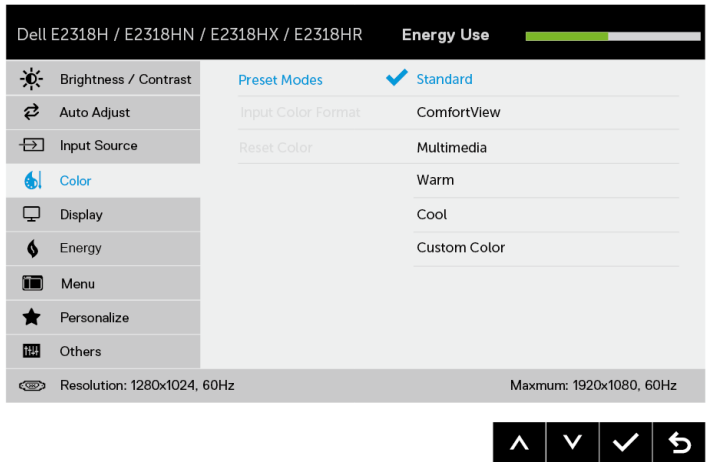 Dell E2318H / E2318HN / E2318HX / E2318HR Energy Use
Brightness / Contrast Preset Modes Standard
Auto Adjust Input Color Format ComfortView
Input Source Reset Color Multimedia
Color Warm
Display Cool
Energy Custom Color
Menu
Personalize
Others
Resolution: 1280x1024, 60Hz Maxmum: 1920x1080, 60Hz